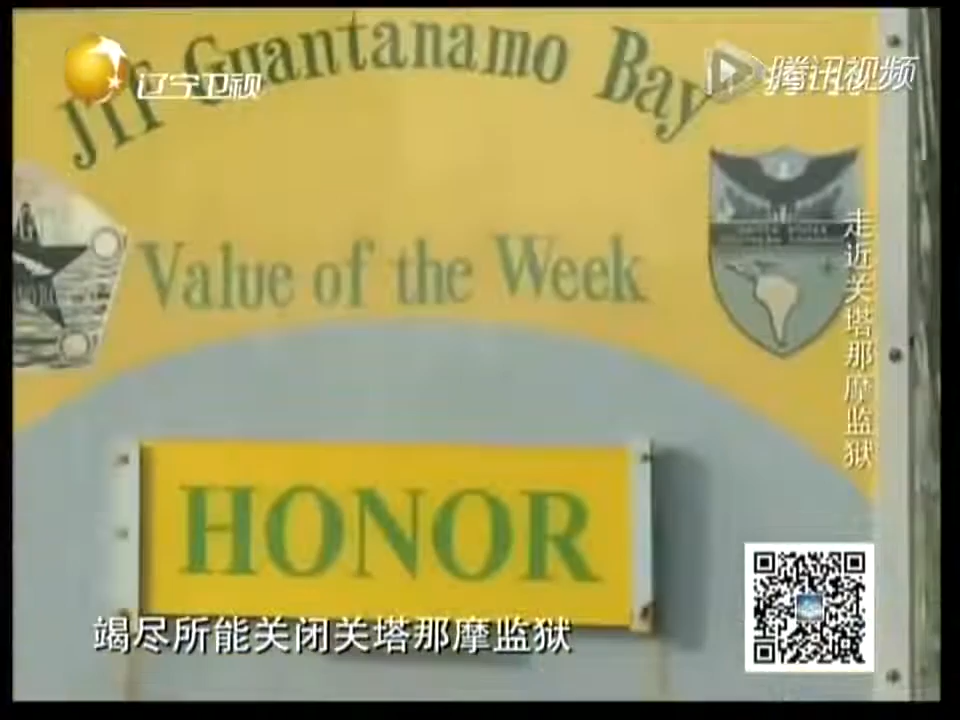 JTF Guantanamo Bay
辽宁卫视
腾讯视频
Value of the Week
走近关塔那摩监狱
HONOR
竭尽所能关闭关塔那摩监狱